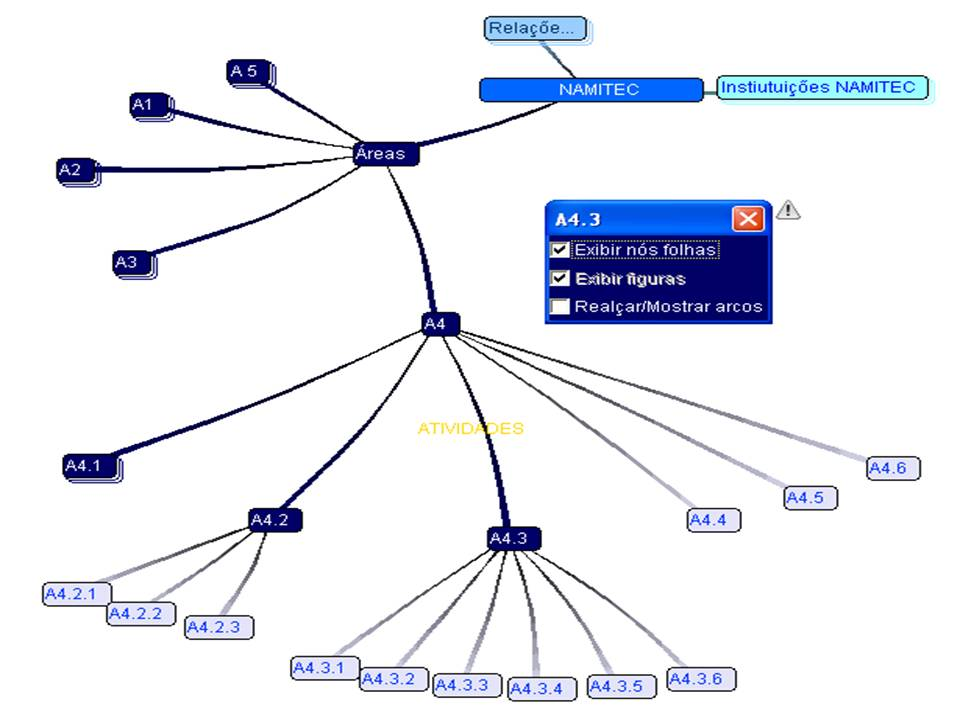 Relaçõe...
A 5
NAMITEC
Instiutuições NAMITEC
A1
Áreas
A2
A4.3
Exibir nós folhas
A3
Exibir figuras
Realçar/Mostrar arcos
A4
ATIVIDADES
A4.1
A4.6
A4.5
A4.2
A4.4
A4.3
A4.2.1
A4.2.2
A4.2.3
A4.3.1
A4.3.2
A4.3.3
A4.3.4
A4.3.5
A4.3.6